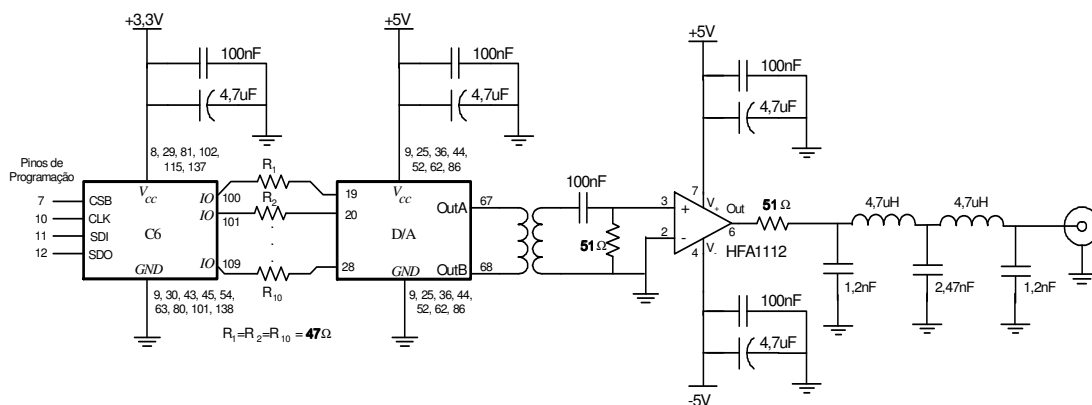 +3,3V
100nF
4,7uF
8, 29, 81, 102,
115, 137
Pinos de
Programação
7
10
11
12
CSB
CLK
SDI
SDO
Vcc
C6
GND
IO
100
IO
101
IO
109
9, 30, 43, 45, 54,
63, 80, 101, 138
R1
R2
R10
R1=R2=R10 = 47Ω
+5V
100nF
4,7uF
9, 25, 36, 44,
52, 62, 86
19
20
28
Vcc
D/A
GND
OutA
OutB
67
68
9, 25, 36, 44,
52, 62, 86
100nF
51Ω
+5V
100nF
4,7uF
3
2
+
-
7
V+
Out
6
4
V-
HFA1112
100nF
4,7uF
-5V
51Ω
4,7uH
4,7uH
1,2nF
2,47nF
1,2nF